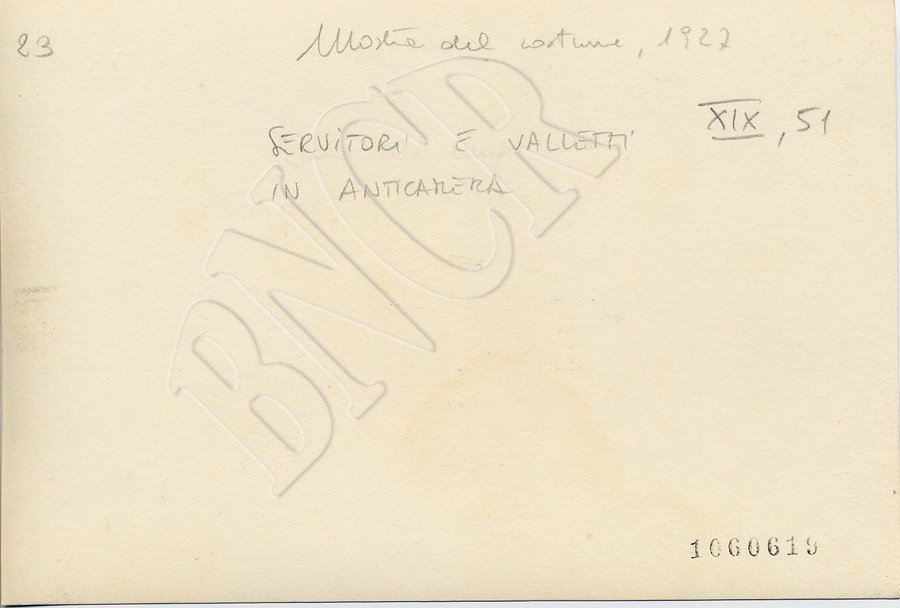 23
Mostra del costume, 1927
XIX, 51
SERVITORI E VALLETTI
IN ANTICAMERA
BNCR
1060619